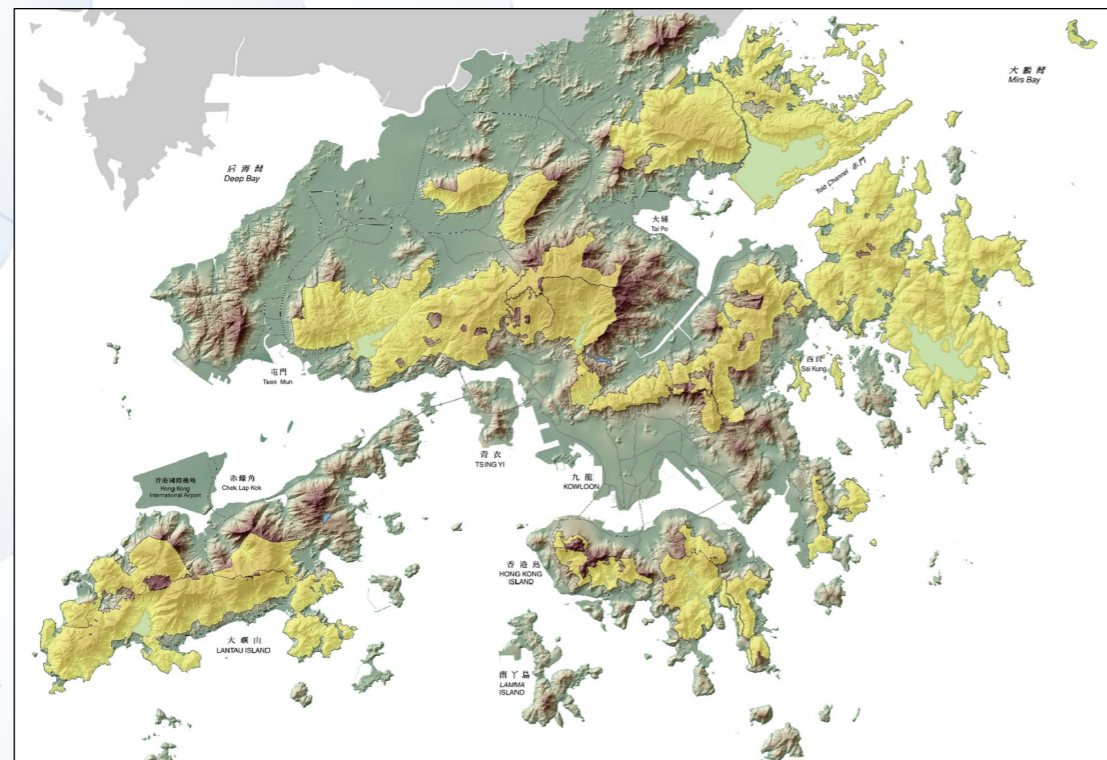 大鵬灣
Mirs Bay
后海灣
Deep Bay
Tolo Channel 赤門
大埔
Tai Po
西貢
Sai Kung
屯門
Tuen Mun
青衣
TSING YI
香港國際機場
Hong Kong
International Airport
赤鱲角
Chek Lap Kok
九龍
KOWLOON
香港島
HONG KONG
ISLAND
大嶼山
LANTAU ISLAND
南丫島
LAMMA
ISLAND